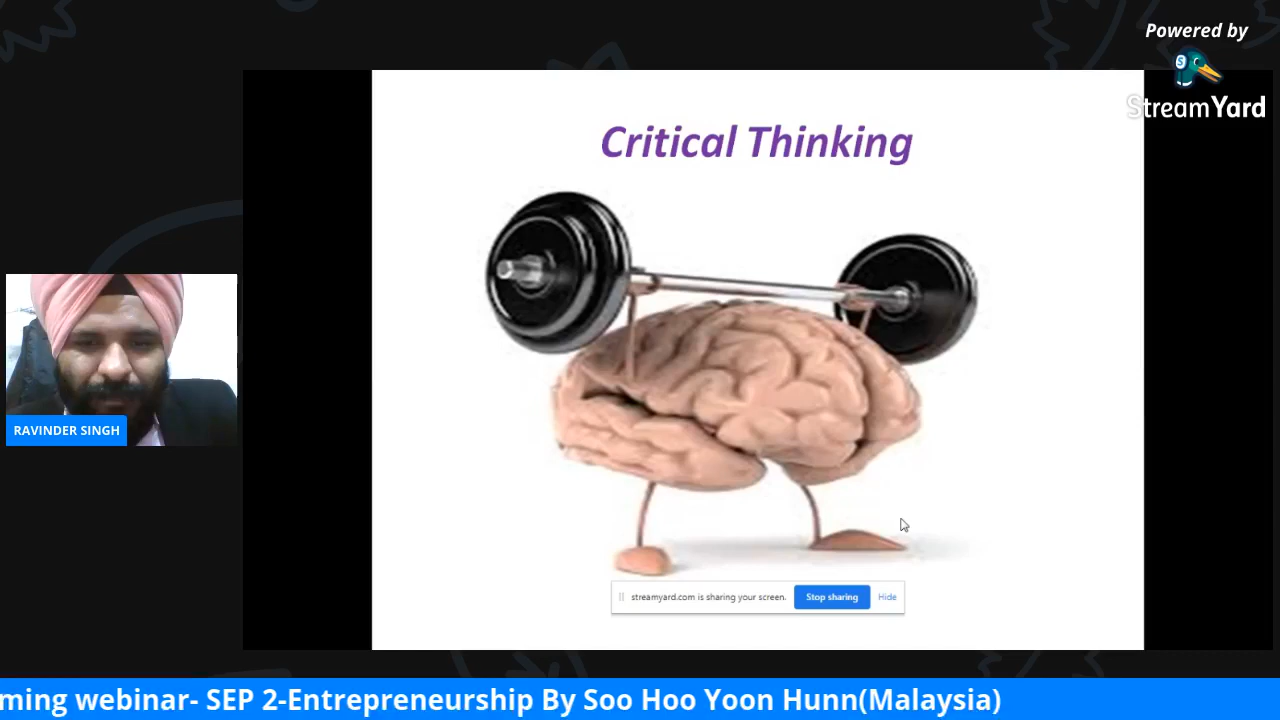 Powered by
StreamYard
Critical Thinking
RAVINDER SINGH
streamyard.com is sharing your screen.
Stop sharing
Hide
ming webinar- SEP 2-Entrepreneurship By Soo Hoo Yoon Hunn(Malaysia)